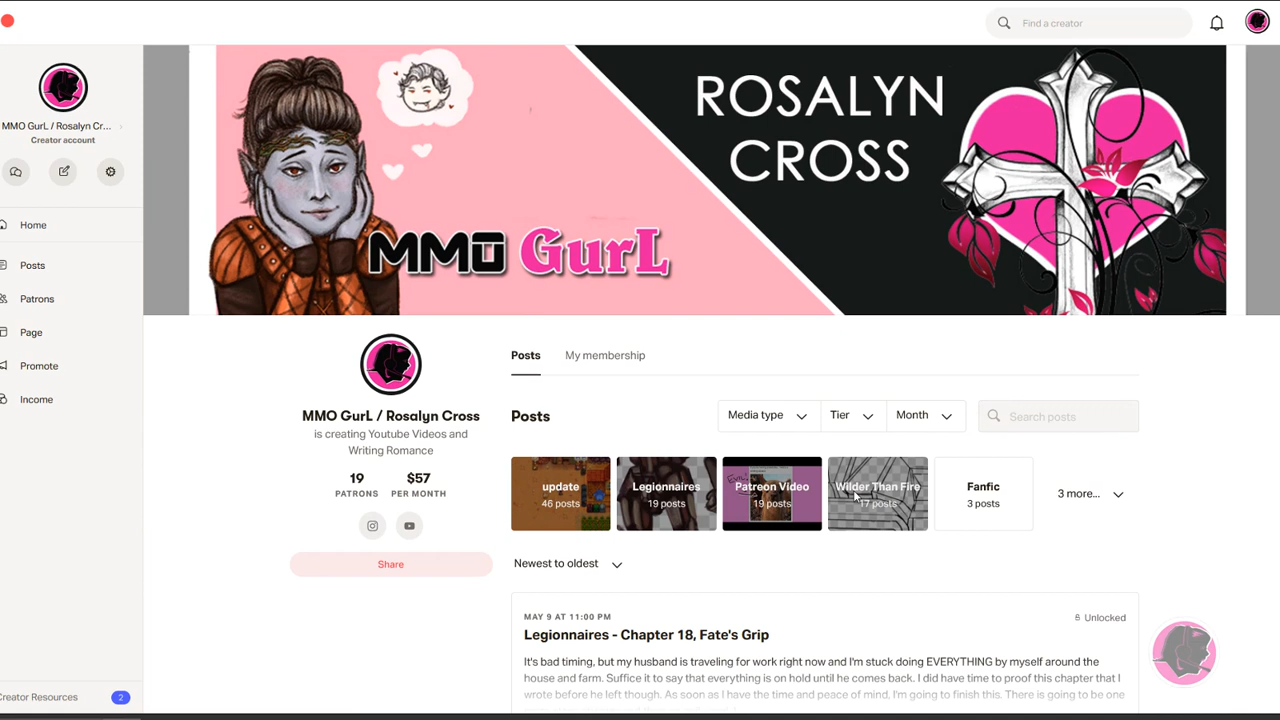 Find a creator
MMO GurL / Rosalyn Cr...
Creator account
Home
Posts
Patrons
Page
Promote
Income
Creator Resources
2
MMO GurL
ROSALYN
CROSS
MMO GurL / Rosalyn Cross
is creating Youtube Videos and
Writing Romance
19
PATRONS
$57
PER MONTH
Share
Posts
My membership
Posts
Media type
Tier
Month
Search posts
update
46 posts
Legionnaires
19 posts
Patreon Video
19 posts
Wilder Than Fire
17 posts
Fanfic
3 posts
3 more...
Newest to oldest
MAY 9 AT 11:00 PM
Unlocked
Legionnaires - Chapter 18, Fate's Grip
It's bad timing, but my husband is traveling for work right now and I'm stuck doing EVERYTHING by myself around the
house and farm. Suffice it to say that everything is on hold until he comes back. I did have time to proof this chapter that I
wrote before he left though. As soon as I have the time and peace of mind, I'm going to finish this. There is going to be one